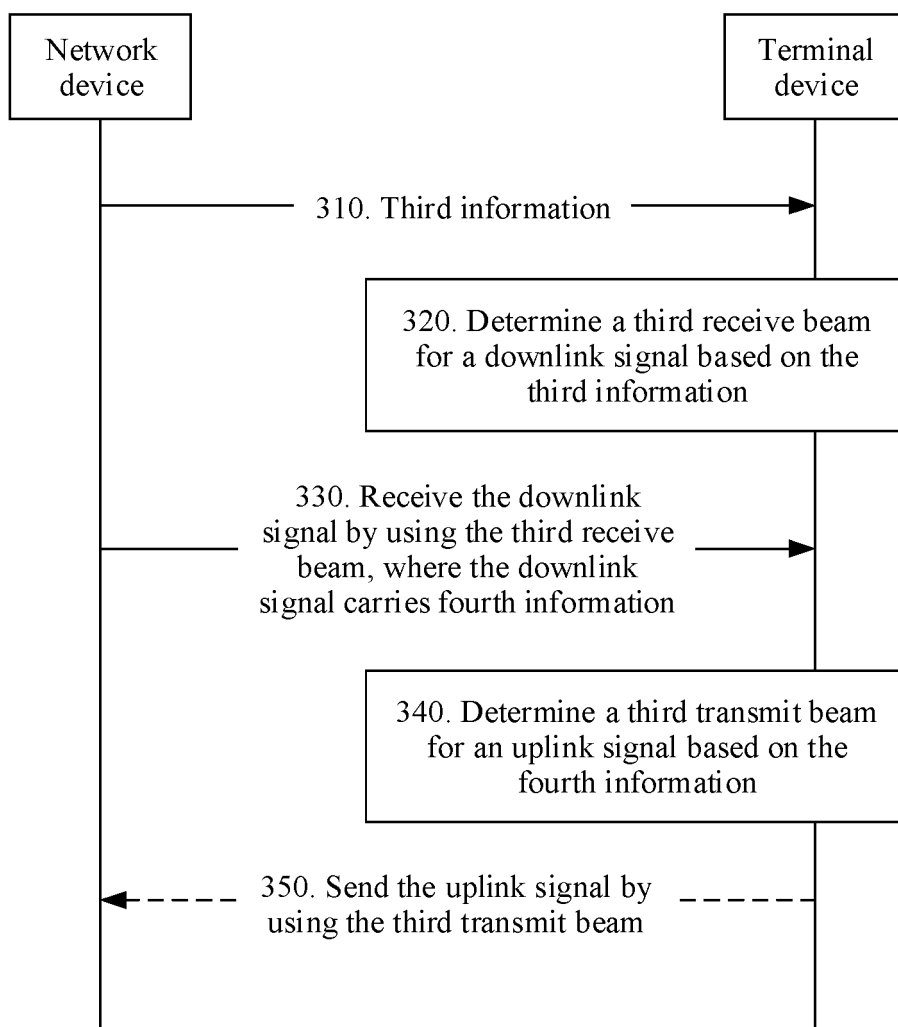 Network
device
Terminal
device
310. Third information
320. Determine a third receive beam
for a downlink signal based on the
third information
330. Receive the downlink
signal by using the third receive
beam, where the downlink
signal carries fourth information
340. Determine a third transmit beam
for an uplink signal based on the
fourth information
350. Send the uplink signal by
using the third transmit beam